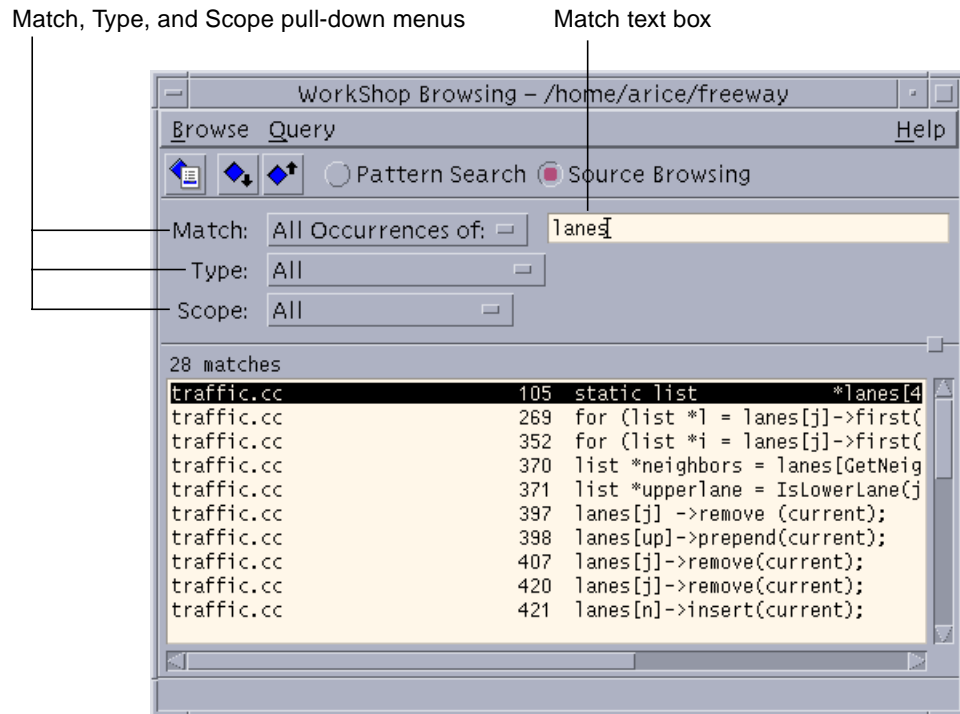 Match, Type, and Scope pull-down menus Match text box
WorkShop Browsing – /home/arice/freeway
Browse Query Help
Pattern Search Source Browsing
Match: All Occurrences of: lanes
Type: All
Scope: All
28 matches
traffic.cc 105 static list *lanes[4
traffic.cc 269 for (list *l = lanes[j]->first(
traffic.cc 352 for (list *i = lanes[j]->first(
traffic.cc 370 list *neighbors = lanes[GetNeig
traffic.cc 371 list *upperlane = IsLowerLane(j
traffic.cc 397 lanes[j] ->remove (current);
traffic.cc 398 lanes[up]->prepend(current);
traffic.cc 407 lanes[j]->remove(current);
traffic.cc 420 lanes[j]->remove(current);
traffic.cc 421 lanes[n]->insert(current);